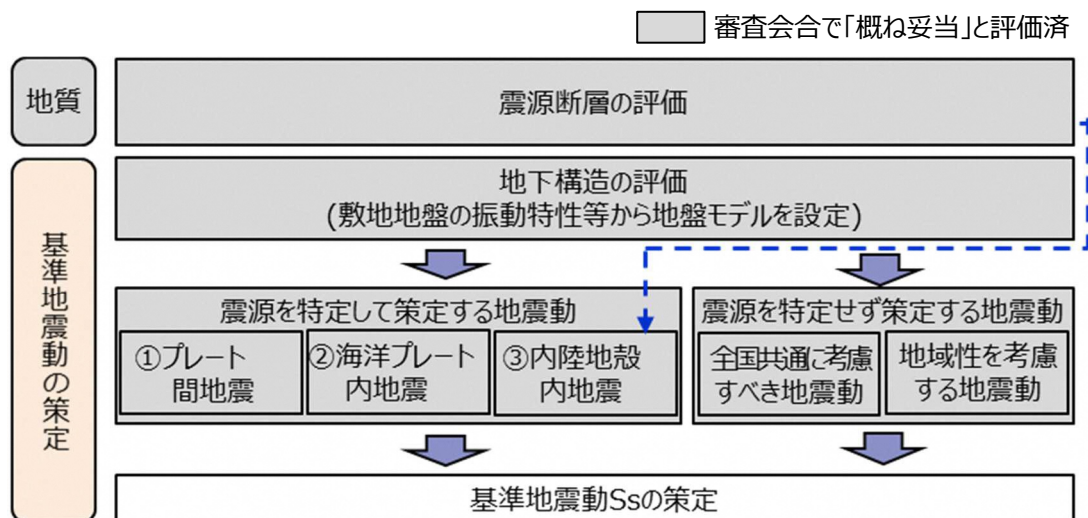 審査会合で「概ね妥当」と評価済
地質
震源断層の評価
基準地震動の策定
地下構造の評価
(敷地地盤の振動特性等から地盤モデルを設定)
震源を特定して策定する地震動
①プレート
間地震
②海洋プレート
内地震
③内陸地殻
内地震
震源を特定せず策定する地震動
全国共通に考慮
すべき地震動
地域性を考慮
する地震動
基準地震動Ssの策定